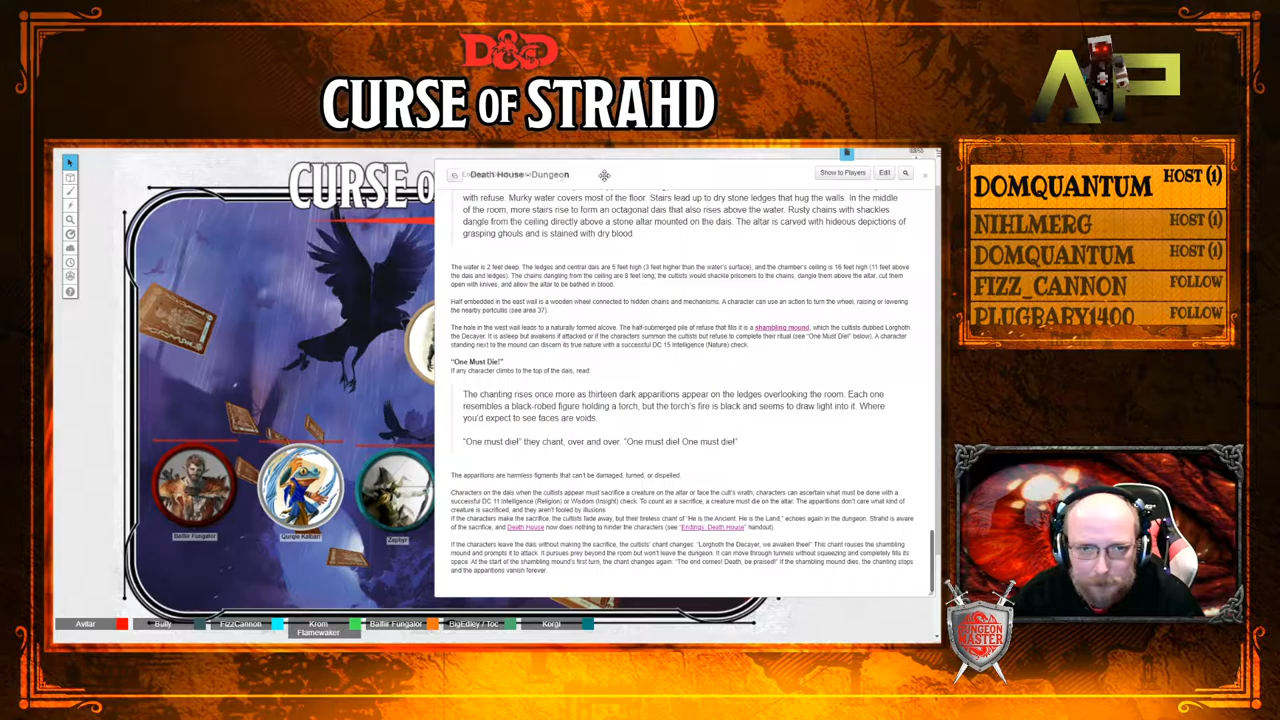 D&D
CURSE OF STRAHD
AP
DOMQUANTUM HOST (1)
NIHLMERG HOST (1)
DOMQUANTUM HOST (1)
FIZZ_CANNON FOLLOW
PLUGBABY1400 FOLLOW
CURSE O
Death House - Dungeon
Show to Players
Edit
with refuse. Murky water covers most of the floor. Stairs lead up to dry stone ledges that hug the walls. In the middle
of the room, more stairs rise to form an octagonal dais that also rises above the water. Rusty chains with shackles
dangle from the ceiling directly above a stone altar mounted on the dais. The altar is carved with hideous depictions of
grasping ghouls and is stained with dry blood.
The water is 2 feet deep. The ledges and central dais are 5 feet high (3 feet higher than the water's surface), and the chamber's ceiling is 16 feet high (11 feet above
the dais and ledges). The chains dangling from the ceiling are 8 feet long; the cultists would shackle prisoners to the chains, dangle them above the altar, cut them
open with knives, and allow the altar to be bathed in blood.
Half embedded in the east wall is a wooden wheel connected to hidden chains and mechanisms. A character can use an action to turn the wheel, raising or lowering
the nearby portcullis (see area 37).
The hole in the west wall leads to a naturally formed alcove. The half-submerged pile of refuse that fills it is a shambling mound, which the cultists dubbed Lorghoth
the Decayer. It is asleep but awakens if attacked or if the characters summon the cultists but refuse to complete their ritual (see "One Must Die!" below). A character
standing next to the mound can discern its true nature with a successful DC 15 Intelligence (Nature) check.
"One Must Die!"
If any character climbs to the top of the dais, read:
The chanting rises once more as thirteen dark apparitions appear on the ledges overlooking the room. Each one
resembles a black-robed figure holding a torch, but the torch's fire is black and seems to draw light into it. Where
you'd expect to see faces are voids.
"One must die!" they chant, over and over. "One must die! One must die!"
The apparitions are harmless figments that can't be damaged, turned, or dispelled.
Characters on the dais when the cultists appear must sacrifice a creature on the altar or face the cult's wrath; characters can ascertain what must be done with a
successful DC 11 Intelligence (Religion) or Wisdom (Insight) check. To count as a sacrifice, a creature must die on the altar. The apparitions don't care what kind of
creature is sacrificed, and they aren't fooled by illusions
If the characters make the sacrifice, the cultists fade away, but their tireless chant of "He is the Ancient. He is the Land," echoes again in the dungeon. Strahd is aware
of the sacrifice, and Death House now does nothing to hinder the characters (see "Endings: Death House" handout).
If the characters leave the dais without making the sacrifice, the cultists' chant changes: "Lorghoth the Decayer, we awaken thee!" This chant rouses the shambling
mound and prompts it to attack. It pursues prey beyond the room but won't leave the dungeon. It can move through tunnels without squeezing and completely fills its
space. At the start of the shambling mound's first turn, the chant changes again: "The end comes! Death, be praised!" If the shambling mound dies, the chanting stops
and the apparitions vanish forever.
Balfiir Fungalor
Zephyr
Avitar
Bully
FizzCannon
Krom
Flamewaker
Balfiir Fungalor
BigEdley / Toc
Korgi
DUNGEON
MASTER